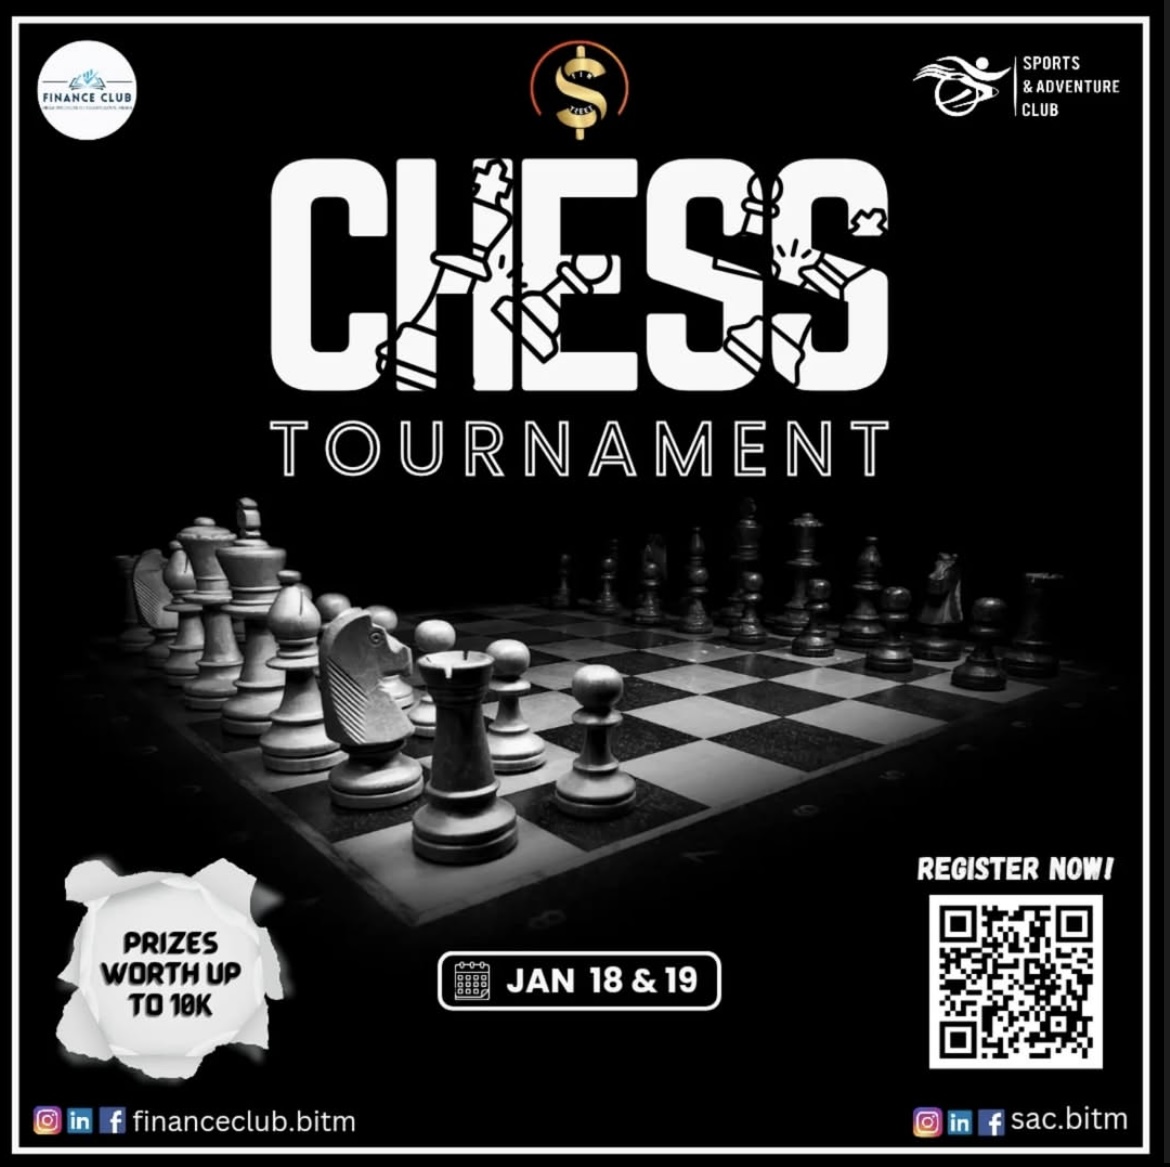 FINANCE CLUB
SPORTS
& ADVENTURE
CLUB
CHESS
TOURNAMENT
PRIZES
WORTH UP
TO 10K
JAN 18 & 19
REGISTER NOW!
financeclub.bitm
sac.bitm